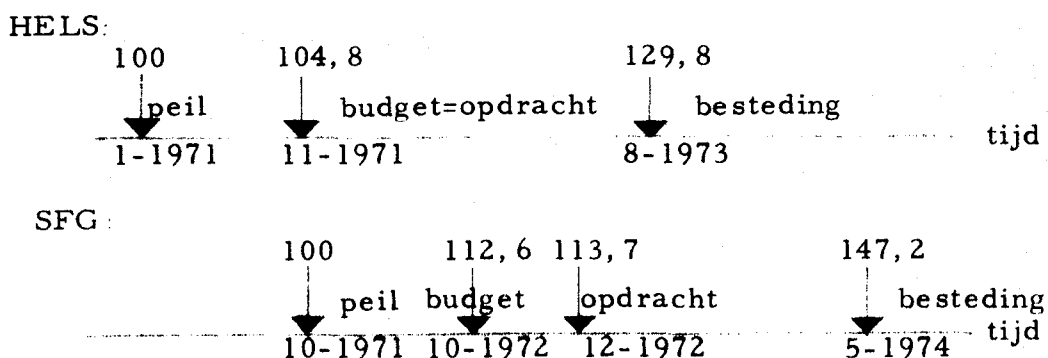 HELS:
100 104, 8 129, 8
peil budget=opdracht besteding
tijd
1-1971 11-1971 8-1973
SFG:
100 112, 6 113, 7 147, 2
peil budget opdracht besteding
tijd
10-1971 10-1972 12-1972 5-1974